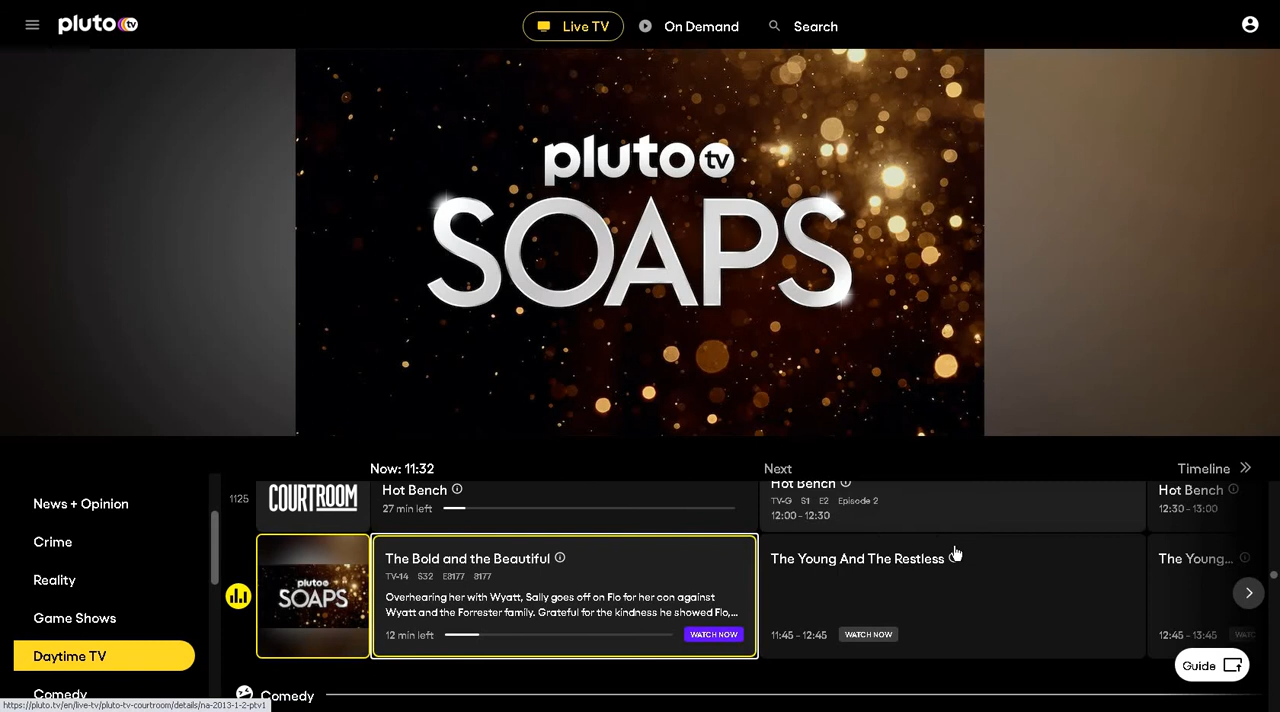 pluto tv
Live TV
On Demand
Search
pluto tv
SOAPS
Now: 11:32
Next
Timeline
News + Opinion
Crime
Reality
Game Shows
Daytime TV
Comedy
1125
COURTROOM
Hot Bench
27 min left
Hot Bench
TV-G S1 E2 Episode 2
12:00 - 12:30
Hot Bench
12:30 - 13:00
pluto tv
SOAPS
The Bold and the Beautiful
TV-14 S32 E8177 8177
Overhearing her with Wyatt, Sally goes off on Flo for her con against
Wyatt and the Forrester family. Grateful for the kindness he showed Flo,...
12 min left
WATCH NOW
The Young And The Restless
11:45 - 12:45
WATCH NOW
The Young...
12:45 - 13:45
WATC
Guide
Comedy
https://pluto.tv/en/live-tv/pluto-tv-courtroom/details/na-2013-1-2-ptv1